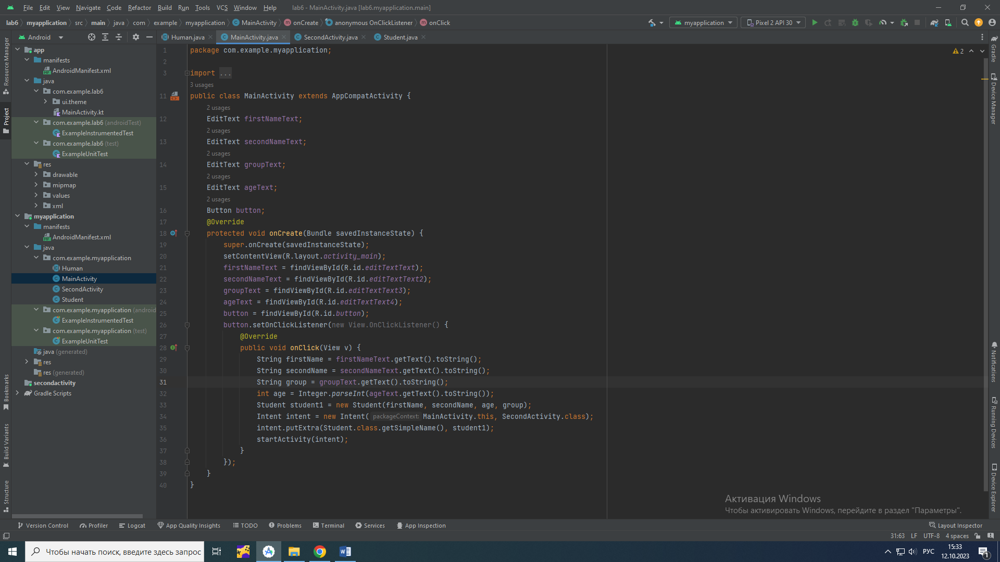 File Edit View Navigate Code Refactor Build Run Tools VCS Window Help lab6 - MainActivity.java [lab6.myapplication.main]
lab6 myapplication src main java com example myapplication MainActivity onCreate anonymous OnClickListener onClick myapplication Pixel 2 API 30
Android Human.java MainActivity.java SecondActivity.java Student.java
Resource Manager
Project
Bookmarks
Build Variants
Structure
app
manifests
AndroidManifest.xml
java
com.example.lab6
ui.theme
MainActivity.kt
com.example.lab6 (androidTest)
ExampleInstrumentedTest
com.example.lab6 (test)
ExampleUnitTest
res
drawable
mipmap
values
xml
myapplication
manifests
AndroidManifest.xml
java
com.example.myapplication
Human
MainActivity
SecondActivity
Student
com.example.myapplication (android
ExampleInstrumentedTest
com.example.myapplication (test)
ExampleUnitTest
java (generated)
res
res (generated)
secondactivity
Gradle Scripts
2
1 package com.example.myapplication;
2
3 import ...
3 usages
11 public class MainActivity extends AppCompatActivity {
2 usages
12 EditText firstNameText;
2 usages
13 EditText secondNameText;
2 usages
14 EditText groupText;
2 usages
15 EditText ageText;
2 usages
16 Button button;
17 @Override
18 protected void onCreate(Bundle savedInstanceState) {
19 super.onCreate(savedInstanceState);
20 setContentView(R.layout.activity_main);
21 firstNameText = findViewById(R.id.editTextText);
22 secondNameText = findViewById(R.id.editTextText2);
23 groupText = findViewById(R.id.editTextText3);
24 ageText = findViewById(R.id.editTextText4);
25 button = findViewById(R.id.button);
26 button.setOnClickListener(new View.OnClickListener() {
27 @Override
28 public void onClick(View v) {
29 String firstName = firstNameText.getText().toString();
30 String secondName = secondNameText.getText().toString();
31 String group = groupText.getText().toString();
32 int age = Integer.parseInt(ageText.getText().toString());
33 Student student1 = new Student(firstName, secondName, age, group);
34 Intent intent = new Intent( packageContext: MainActivity.this, SecondActivity.class);
35 intent.putExtra(Student.class.getSimpleName(), student1);
36 startActivity(intent);
37 }
38 });
39 }
40 }
Gradle
Device Manager
Notifications
Running Devices
Device Explorer
Активация Windows
Чтобы активировать Windows, перейдите в раздел "Параметры".
Version Control Profiler Logcat App Quality Insights TODO Problems Terminal Services App Inspection Layout Inspector
31:63 LF UTF-8 4 spaces
Чтобы начать поиск, введите здесь запрос
РУС
15:33
12.10.2023
1